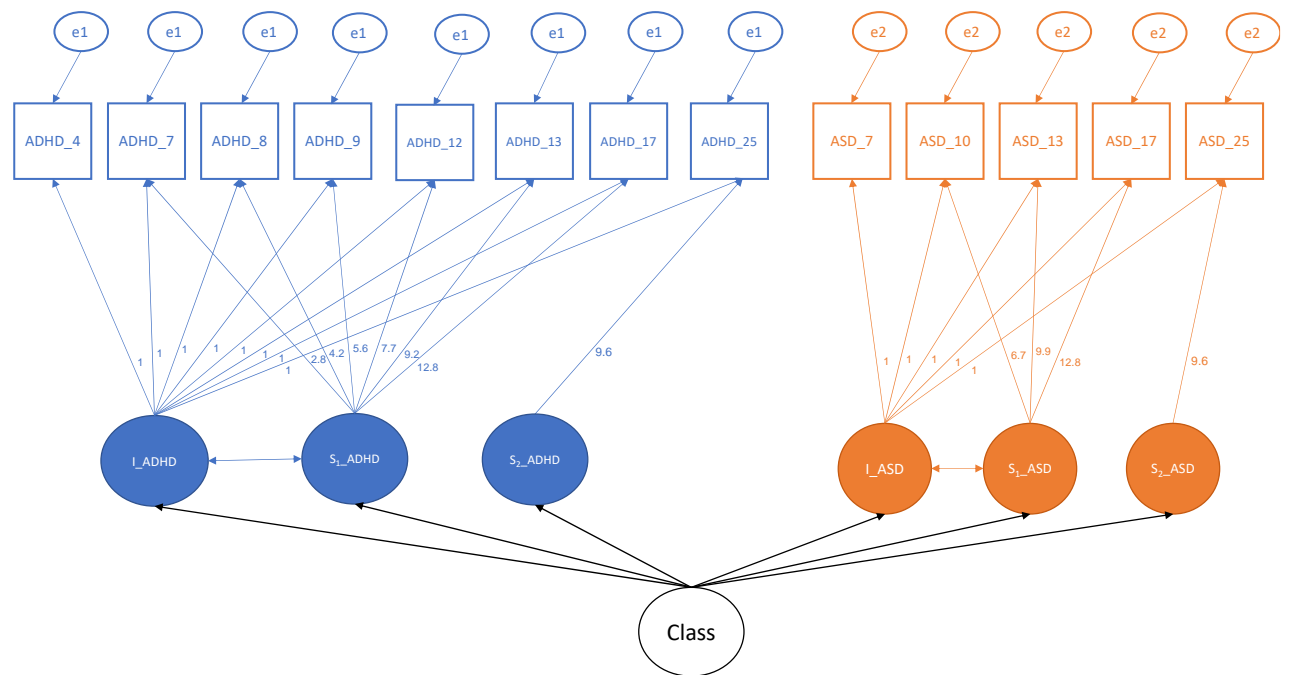 e1 e1 e1 e1 e1 e1 e1 e1 e2 e2 e2 e2 e2
ADHD_4 ADHD_7 ADHD_8 ADHD_9 ADHD_12 ADHD_13 ADHD_17 ADHD_25 ASD_7 ASD_10 ASD_13 ASD_17 ASD_25
1 1 1 1 1 1 1 1 2.8 4.2 5.6 7.7 9.2 12.8 9.6 1 1 1 1 1 6.7 9.9 12.8 9.6
I_ADHD S₁_ADHD S₂_ADHD I_ASD S₁_ASD S₂_ASD
Class